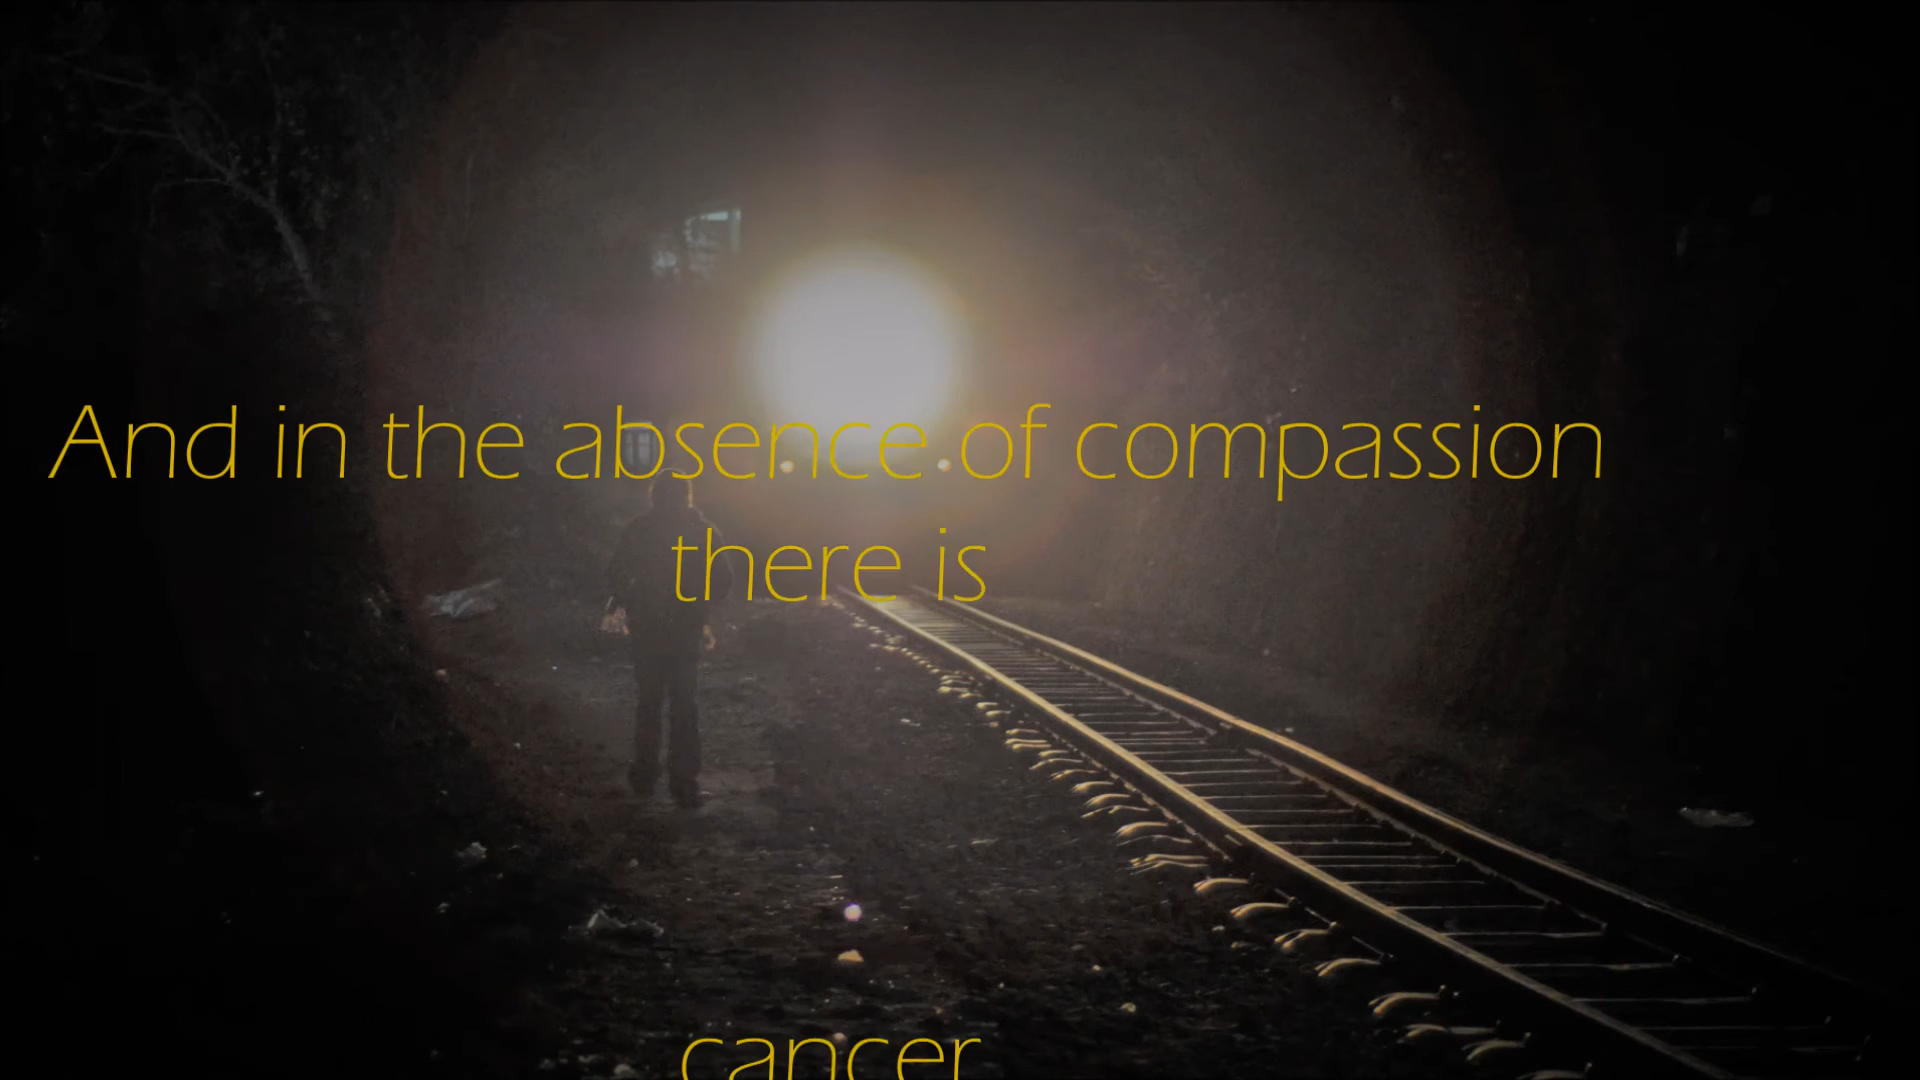 And in the absence of compassion
there is
cancer